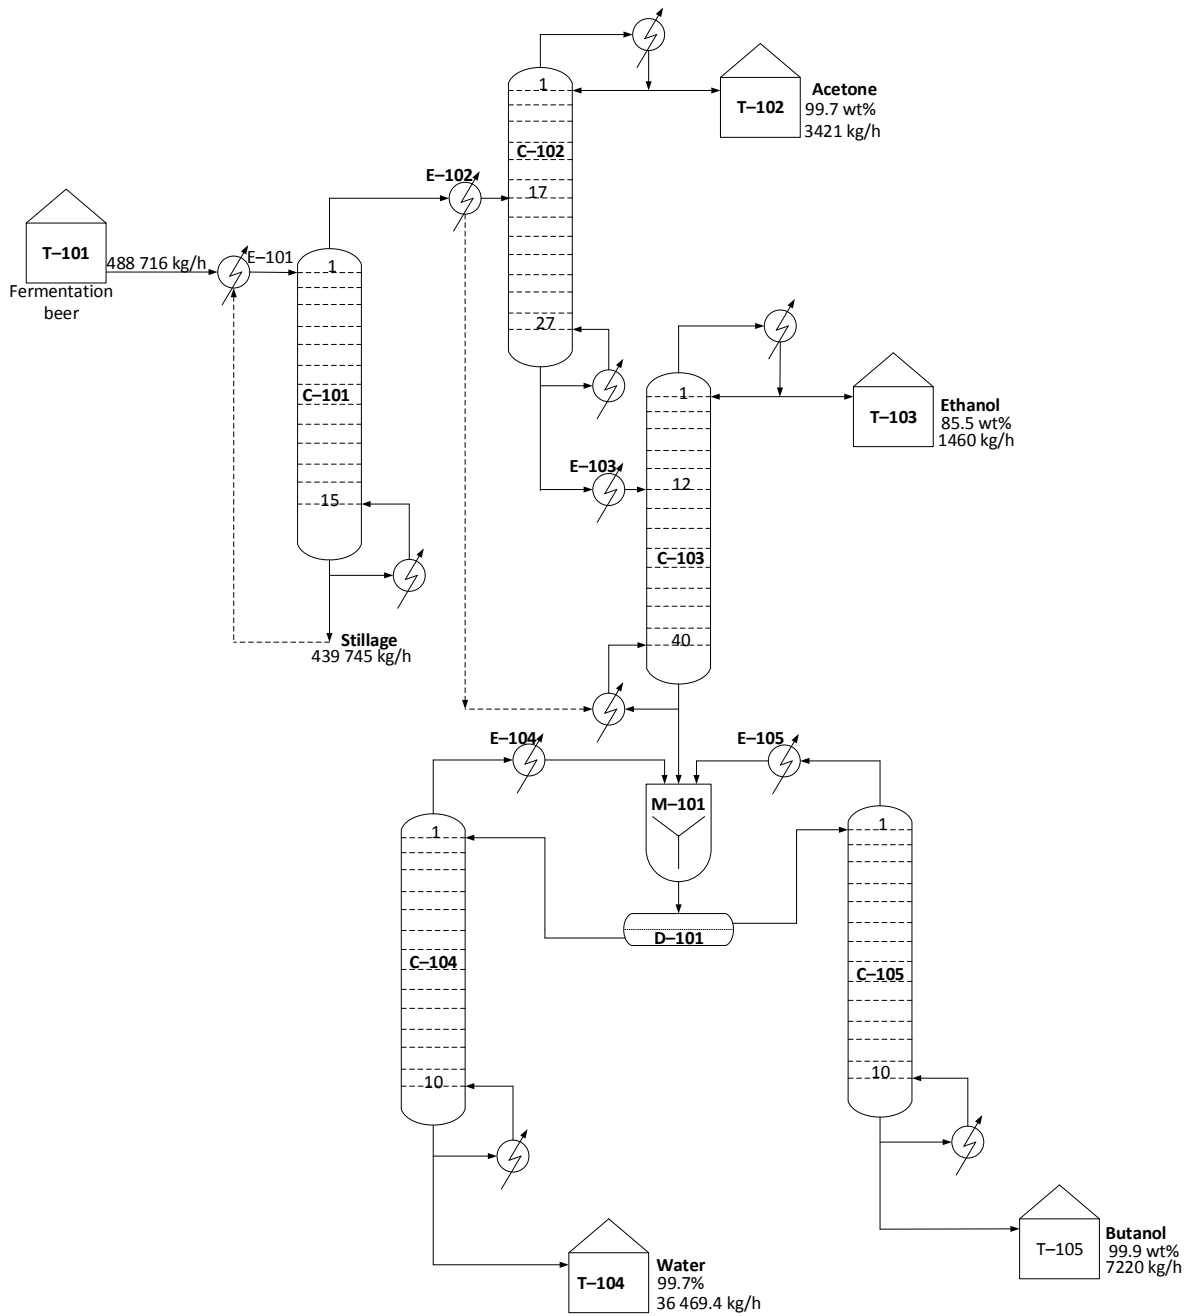 1
Acetone
99.7 wt%
3421 kg/h
T–102
C–102
E–102
17
T–101
488 716 kg/h
E–101
1
Fermentation
beer
27
1
Ethanol
85.5 wt%
1460 kg/h
T–103
C–101
E–103
12
15
C–103
Stillage
439 745 kg/h
40
E–104
E–105
M–101
1
1
D–101
C–104
C–105
10
10
Butanol
99.9 wt%
7220 kg/h
T–105
Water
99.7%
36 469.4 kg/h
T–104